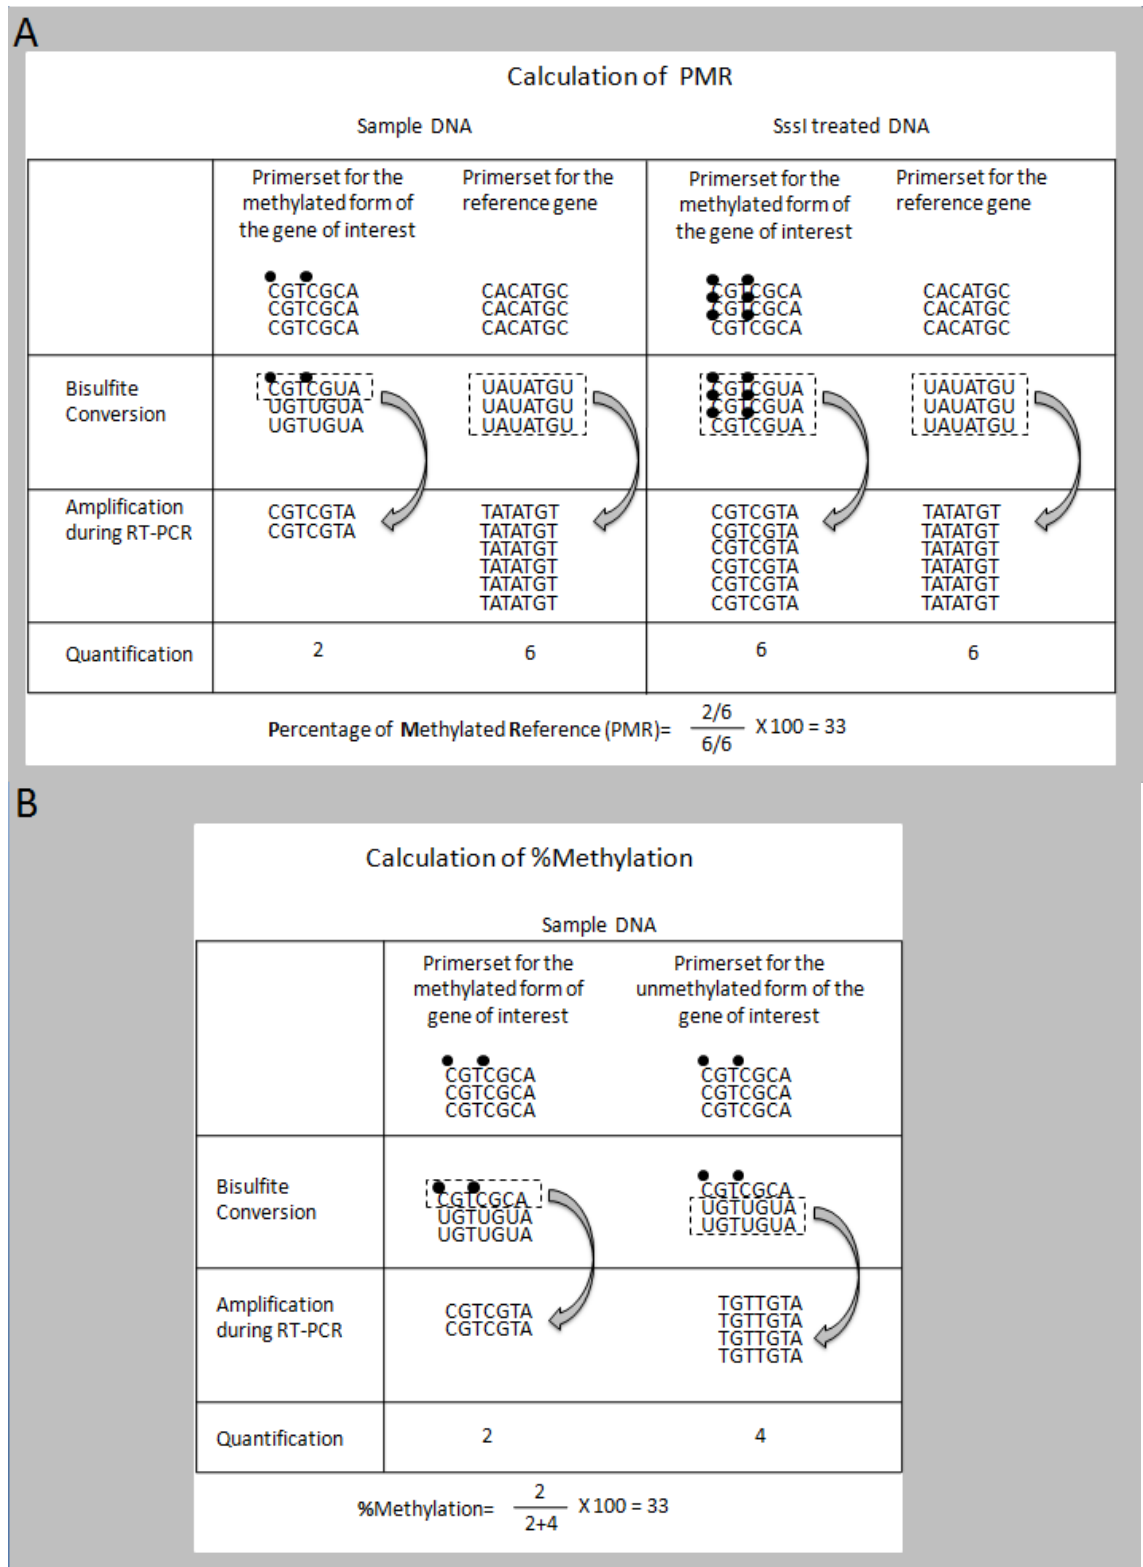 A
Calculation of PMR
Sample DNA
SssI treated DNA
Primerset for the
methylated form of
the gene of interest
Primerset for the
reference gene
Primerset for the
methylated form of
the gene of interest
Primerset for the
reference gene
CGTCGCA
CGTCGCA
CGTCGCA
CACATGC
CACATGC
CACATGC
CGTCGCA
CGTCGCA
CGTCGCA
CACATGC
CACATGC
CACATGC
Bisulfite
Conversion
CGTCGUA
UGTUGUA
UGTUGUA
UAUATGU
UAUATGU
UAUATGU
CGTCGUA
CGTCGUA
CGTCGUA
UAUATGU
UAUATGU
UAUATGU
Amplification
during RT-PCR
CGTCGTA
CGTCGTA
TATATGT
TATATGT
TATATGT
TATATGT
TATATGT
TATATGT
CGTCGTA
CGTCGTA
CGTCGTA
CGTCGTA
CGTCGTA
CGTCGTA
TATATGT
TATATGT
TATATGT
TATATGT
TATATGT
TATATGT
Quantification
2
6
6
6
Percentage of Methylated Reference (PMR)=
2/6
6/6
X 100 = 33
B
Calculation of %Methylation
Sample DNA
Primerset for the
methylated form of
gene of interest
Primerset for the
unmethylated form of the
gene of interest
CGTCGCA
CGTCGCA
CGTCGCA
CGTCGCA
CGTCGCA
CGTCGCA
Bisulfite
Conversion
CGTCGCA
UGTUGUA
UGTUGUA
CGTCGCA
UGTUGUA
UGTUGUA
Amplification
during RT-PCR
CGTCGTA
CGTCGTA
TGTTGTA
TGTTGTA
TGTTGTA
TGTTGTA
Quantification
2
4
%Methylation=
2
2+4
X 100 = 33